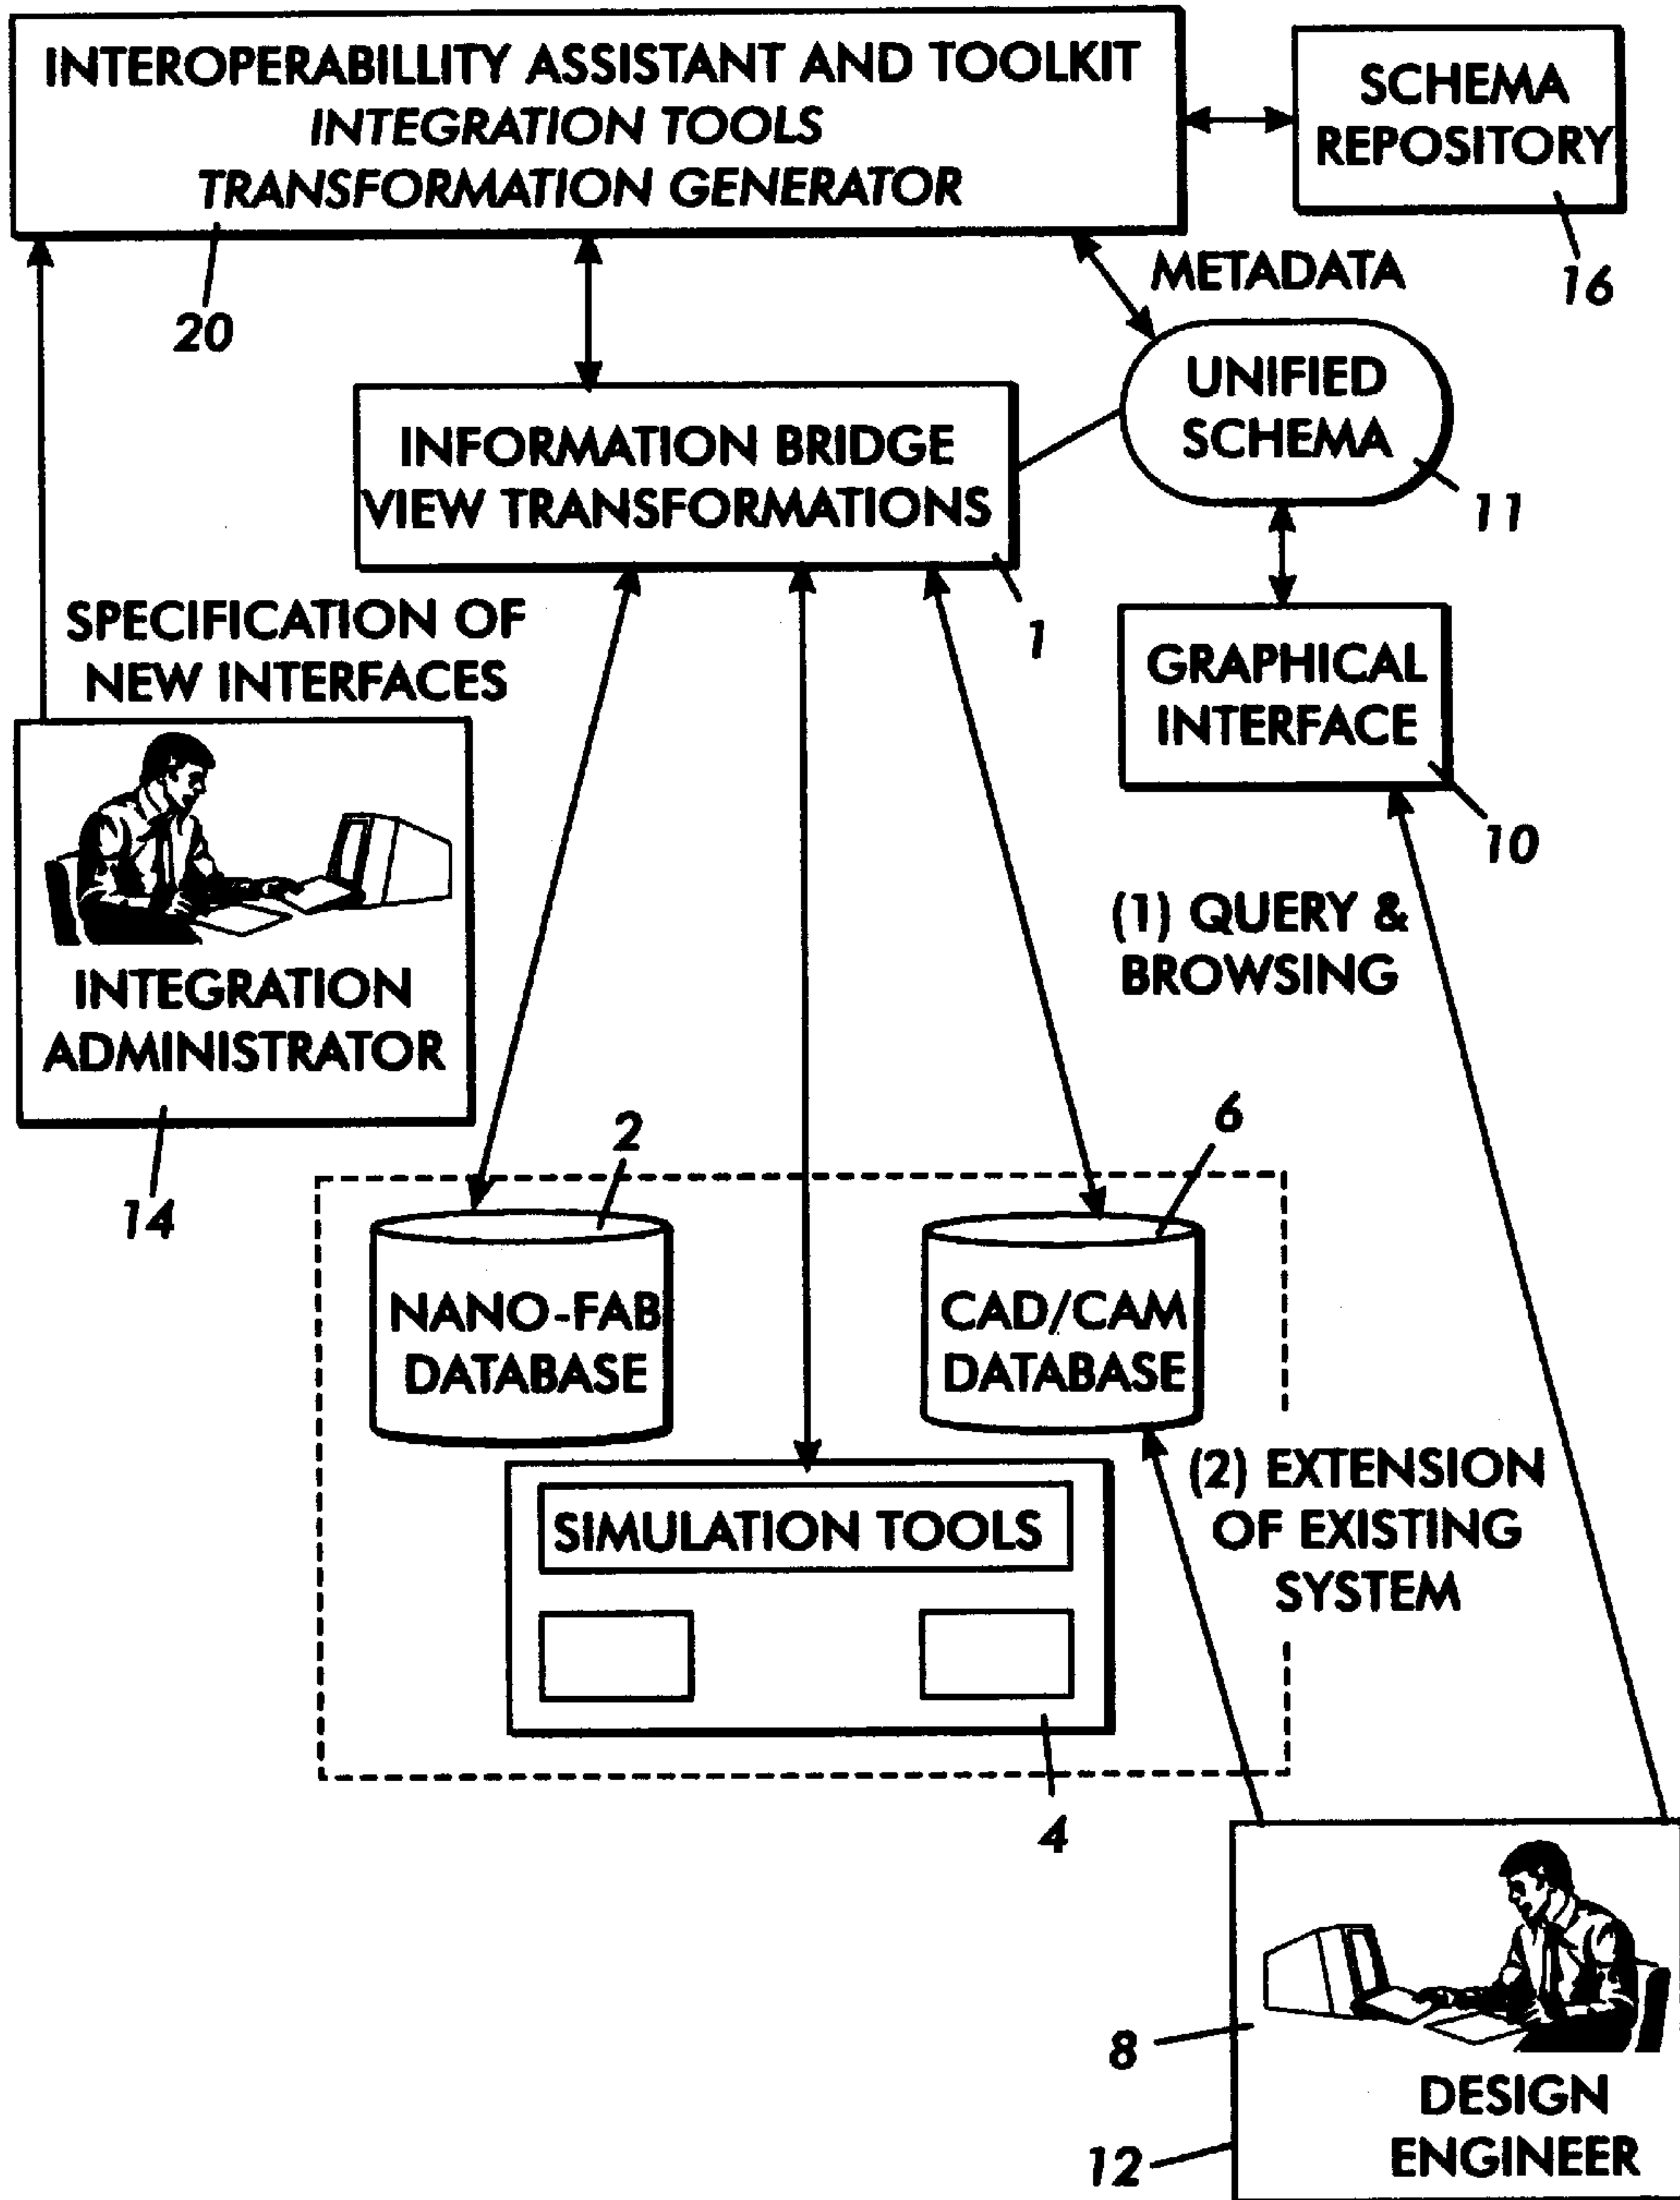 INTEROPERABILLITY ASSISTANT AND TOOLKIT
INTEGRATION TOOLS
TRANSFORMATION GENERATOR
SCHEMA
REPOSITORY
20
METADATA
16
UNIFIED
SCHEMA
11
INFORMATION BRIDGE
VIEW TRANSFORMATIONS
1
SPECIFICATION OF
NEW INTERFACES
GRAPHICAL
INTERFACE
10
(1) QUERY &
BROWSING
INTEGRATION
ADMINISTRATOR
14
2
6
NANO-FAB
DATABASE
CAD/CAM
DATABASE
(2) EXTENSION
OF EXISTING
SYSTEM
SIMULATION TOOLS
4
8
DESIGN
ENGINEER
12